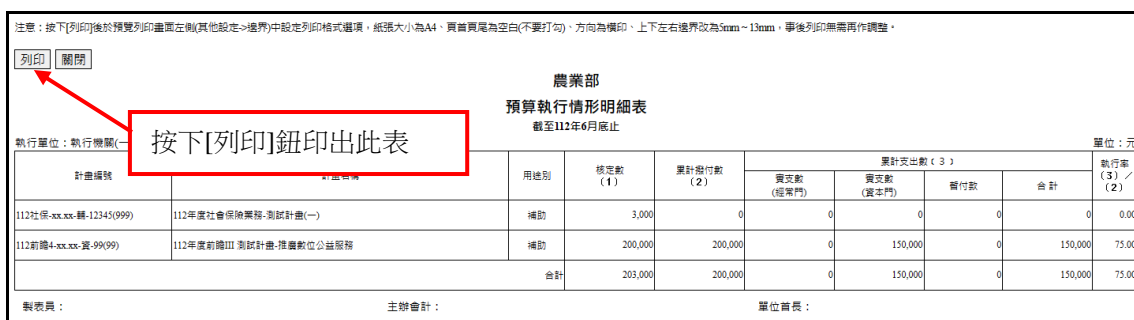 注意：按下[列印]後於預覽列印畫面左側(其他設定->邊界)中設定列印格式選項，紙張大小為A4、頁首頁尾為空白(不要打勾)、方向為橫印、上下左右邊界改為5mm~13mm，事後列印無需再作調整。
列印 關閉
農業部
預算執行情形明細表
截至112年6月底止
按下[列印]鈕印出此表
執行單位：執行機關(一 單位：元
計畫編號 用途別 核定數(1) 累計撥付數(2) 累計支出數(3) 執行率(3)／(2)
實支數(經常門) 實支數(資本門) 暫付款 合計
112社保-xx.xx-輔-12345(999) 112年度社會保險業務-測試計畫(一) 補助 3,000 0 0 0 0 0 0.00
112前瞻4-xx.xx-資-99(99) 112年度前瞻III 測試計畫-推廣數位公益服務 補助 200,000 200,000 0 150,000 0 150,000 75.00
合計 203,000 200,000 0 150,000 0 150,000 75.00
製表員： 主辦會計： 單位首長：